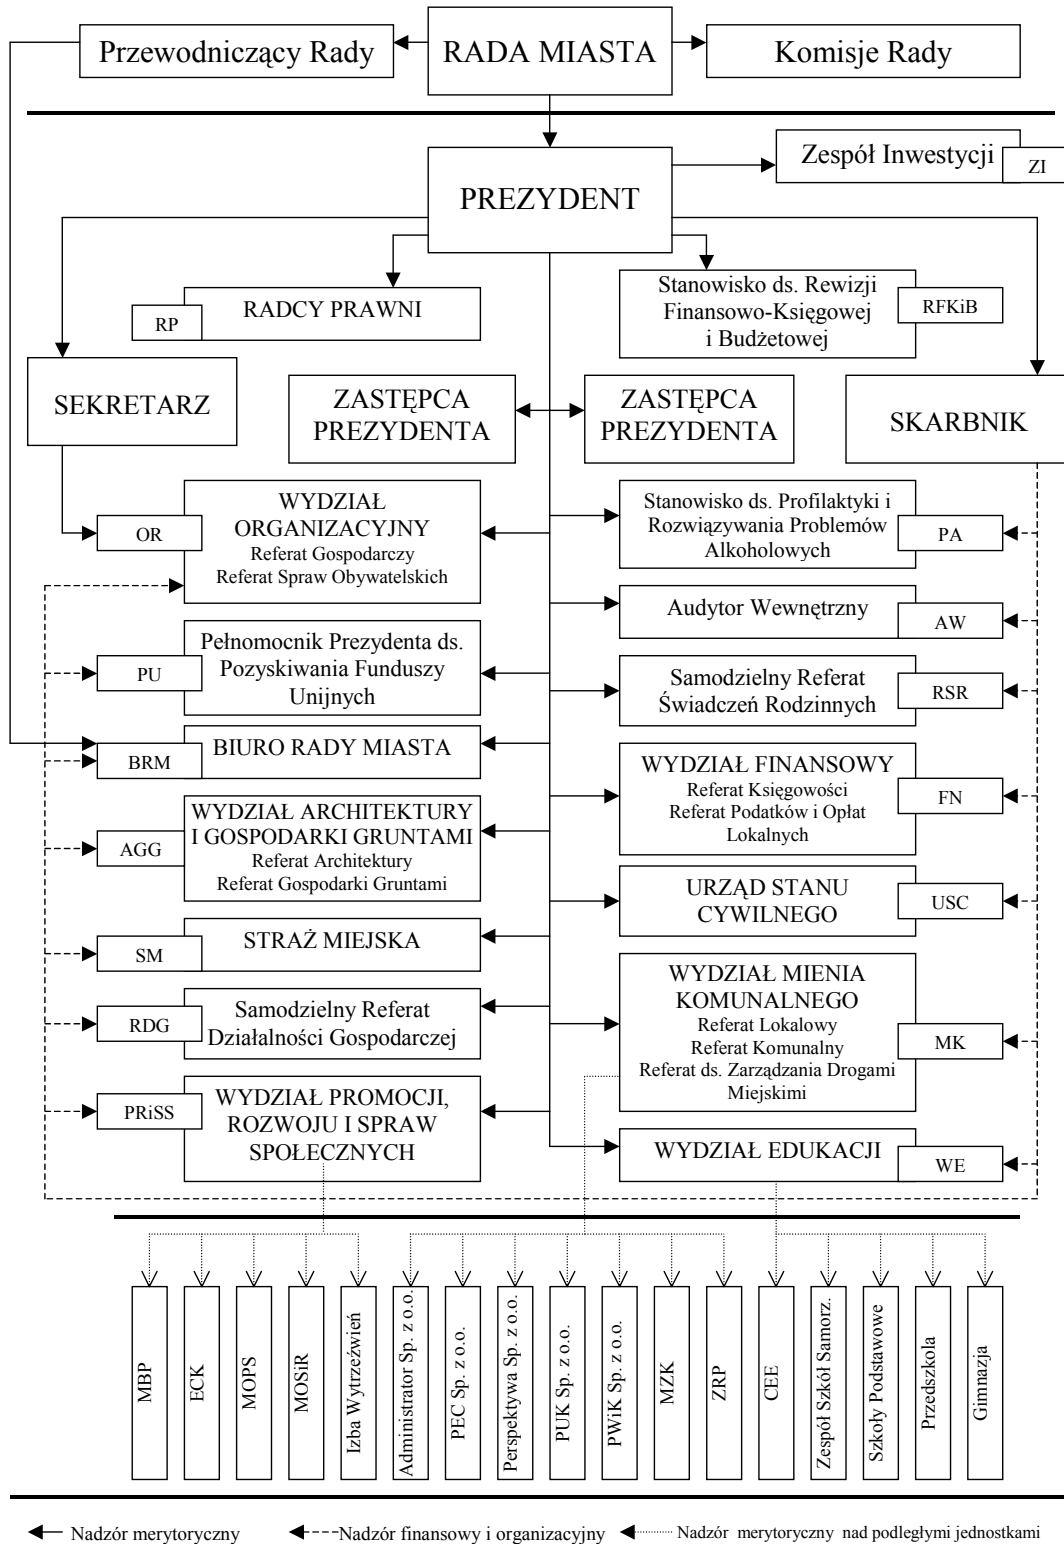 Przewodniczący Rady
RADA MIASTA
Komisje Rady
Zespół Inwestycji
ZI
PREZYDENT
RADCY PRAWNI
RP
Stanowisko ds. Rewizji
Finansowo-Księgowej
i Budżetowej
RFKiB
SEKRETARZ
ZASTĘPCA
PREZYDENTA
ZASTĘPCA
PREZYDENTA
SKARBNIK
WYDZIAŁ
ORGANIZACYJNY
Referat Gospodarczy
Referat Spraw Obywatelskich
OR
Stanowisko ds. Profilaktyki i
Rozwiązywania Problemów
Alkoholowych
PA
Audytor Wewnętrzny
AW
Pełnomocnik Prezydenta ds.
Pozyskiwania Funduszy
Unijnych
PU
Samodzielny Referat
Świadczeń Rodzinnych
RSR
BIURO RADY MIASTA
BRM
WYDZIAŁ FINANSOWY
Referat Księgowości
Referat Podatków i Opłat
Lokalnych
FN
WYDZIAŁ ARCHITEKTURY
I GOSPODARKI GRUNTAMI
Referat Architektury
Referat Gospodarki Gruntami
AGG
URZĄD STANU
CYWILNEGO
USC
STRAŻ MIEJSKA
SM
WYDZIAŁ MIENIA
KOMUNALNEGO
Referat Lokalowy
Referat Komunalny
Referat ds. Zarządzania Drogami
Miejskimi
MK
Samodzielny Referat
Działalności Gospodarczej
RDG
WYDZIAŁ PROMOCJI,
ROZWOJU I SPRAW
SPOŁECZNYCH
PRiSS
WYDZIAŁ EDUKACJI
WE
MBP
ECK
MOPS
MOSiR
Izba Wytrzeźwień
Administrator Sp. z o.o.
PEC Sp. z o.o.
Perspektywa Sp. z o.o.
PUK Sp. z o.o.
PWiK Sp. z o.o.
MZK
ZRP
CEE
Zespół Szkół Samorz.
Szkoły Podstawowe
Przedszkola
Gimnazja
Nadzór merytoryczny
Nadzór finansowy i organizacyjny
Nadzór merytoryczny nad podległymi jednostkami